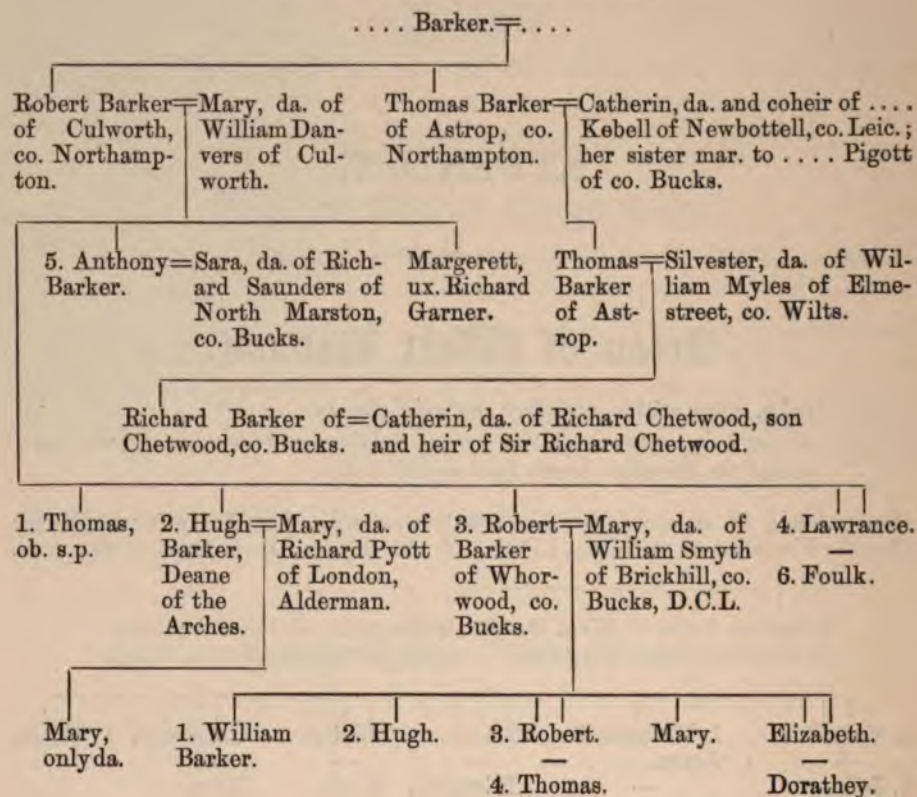 . . . . Barker.=. . . .
Robert Barker=Mary, da. of
of Culworth, William Dan-
co. Northamp- vers of Cul-
ton. worth.
Thomas Barker=Catherin, da. and coheir of . . . .
of Astrop, co. Kebell of Newbottell, co. Leic. ;
Northampton. her sister mar. to . . . . Pigott
of co. Bucks.
5. Anthony=Sara, da. of Rich-
Barker. ard Saunders of
North Marston,
co. Bucks.
Margerett,
ux. Richard
Garner.
Thomas=Silvester, da. of Wil-
Barker liam Myles of Elme-
of Ast- street, co. Wilts.
rop.
Richard Barker of=Catherin, da. of Richard Chetwood, son
Chetwood, co. Bucks. and heir of Sir Richard Chetwood.
1. Thomas,
ob. s.p.
2. Hugh=Mary, da. of
Barker, Richard Pyott
Deane of London,
of the Alderman.
Arches.
3. Robert=Mary, da. of
Barker William Smyth
of Whor- of Brickhill, co.
wood, co. Bucks, D.C.L.
Bucks.
4. Lawrance.
—
6. Foulk.
Mary,
only da.
1. William
Barker.
2. Hugh.
3. Robert.
—
4. Thomas.
Mary.
Elizabeth.
—
Dorathey.